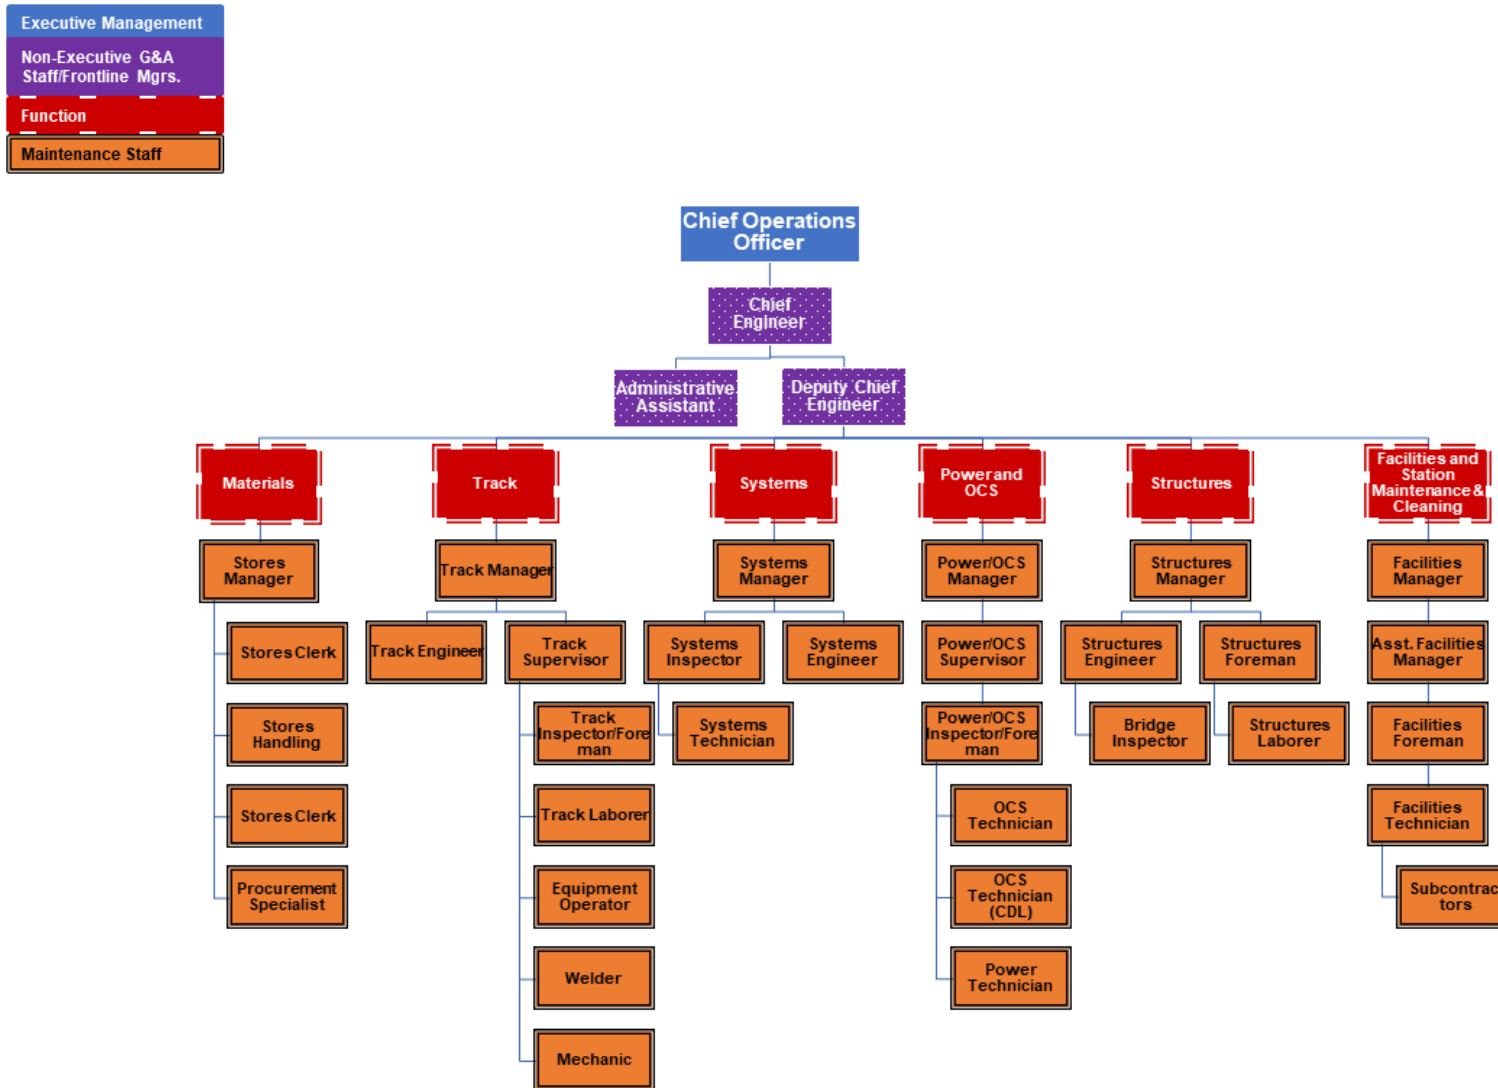 Executive Management
Non-Executive G&A
Staff/Frontline Mgrs.
Function
Maintenance Staff
Chief Operations
Officer
Chief
Engineer
Administrative
Assistant
Deputy Chief
Engineer
Materials
Track
Systems
Power and
OCS
Structures
Facilities and
Station
Maintenance &
Cleaning
Stores
Manager
Track Manager
Systems
Manager
Power/OCS
Manager
Structures
Manager
Facilities
Manager
Stores Clerk
Track Engineer
Track
Supervisor
Systems
Inspector
Systems
Engineer
Power/OCS
Supervisor
Structures
Engineer
Structures
Foreman
Asst. Facilities
Manager
Stores
Handling
Track
Inspector/Fore
man
Systems
Technician
Power/OCS
Inspector/Fore
man
Bridge
Inspector
Structures
Laborer
Facilities
Foreman
Stores Clerk
Track Laborer
OCS
Technician
Facilities
Technician
Procurement
Specialist
Equipment
Operator
OCS
Technician
(CDL)
Subcontrac
tors
Welder
Power
Technician
Mechanic